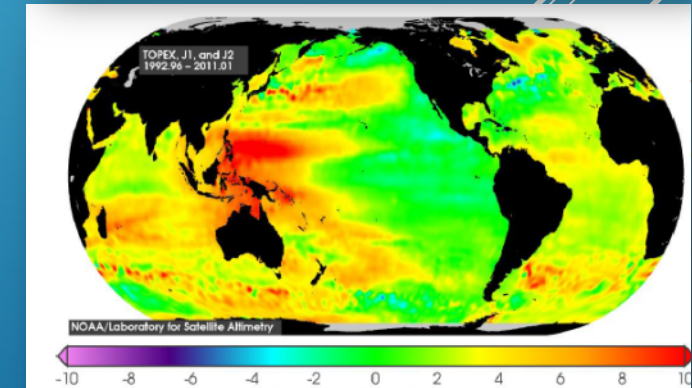 TOPEX, J1, and J2
1992.96 – 2011.01
NOAA/Laboratory for Satellite Altimetry
-10 -8 -6 -4 -2 0 2 4 6 8 10